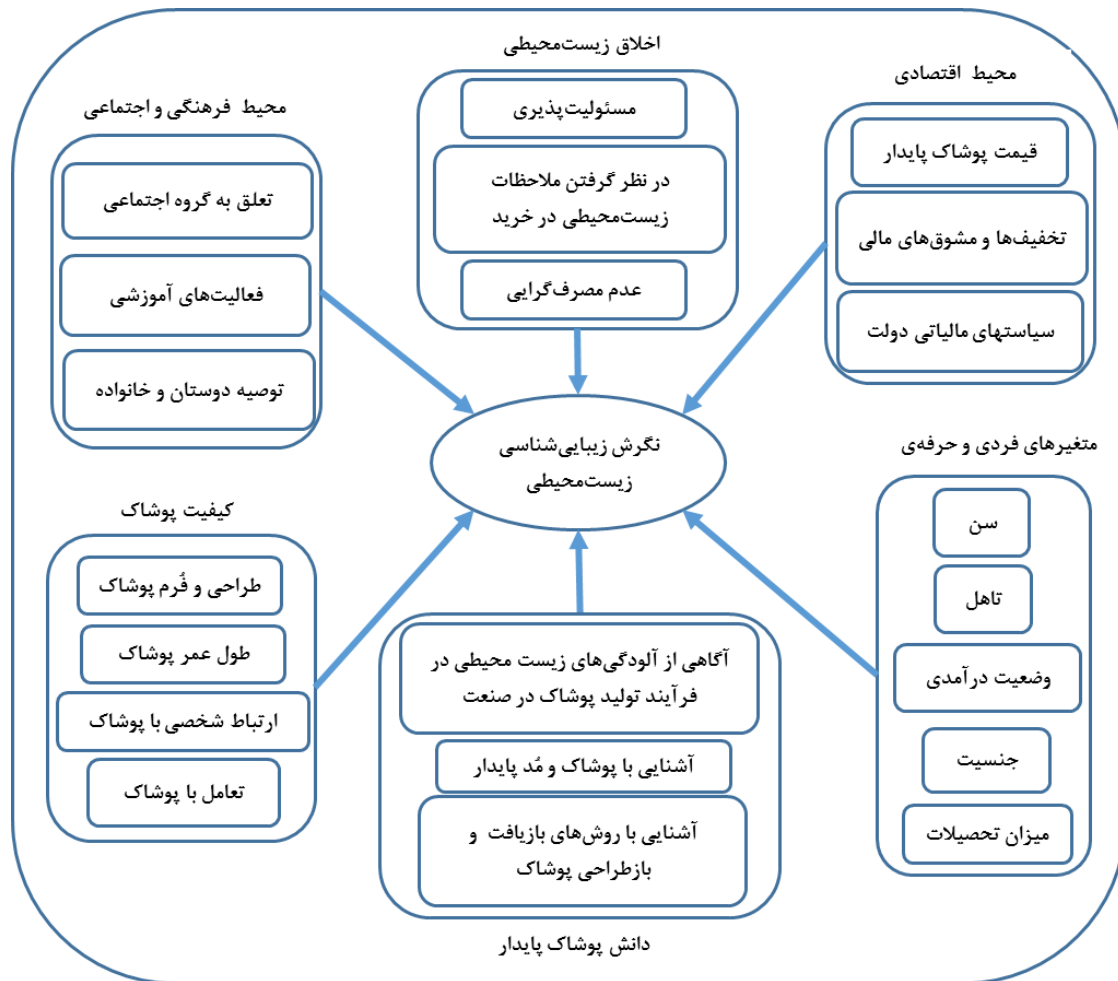 اخلاق زیست‌محیطی
مسئولیت‌پذیری
در نظر گرفتن ملاحظات
زیست‌محیطی در خرید
عدم مصرف‌گرایی
محیط اقتصادی
قیمت پوشاک پایدار
تخفیف‌ها و مشوق‌های مالی
سیاستهای مالیاتی دولت
محیط فرهنگی و اجتماعی
تعلق به گروه اجتماعی
فعالیت‌های آموزشی
توصیه دوستان و خانواده
نگرش زیبایی‌شناسی
زیست‌محیطی
متغیرهای فردی و حرفه‌ی
سن
تاهل
وضعیت درآمدی
جنسیت
میزان تحصیلات
کیفیت پوشاک
طراحی و فُرم پوشاک
طول عمر پوشاک
ارتباط شخصی با پوشاک
تعامل با پوشاک
آگاهی از آلودگی‌های زیست محیطی در
فرآیند تولید پوشاک در صنعت
آشنایی با پوشاک و مُد پایدار
آشنایی با روش‌های بازیافت و
بازطراحی پوشاک
دانش پوشاک پایدار